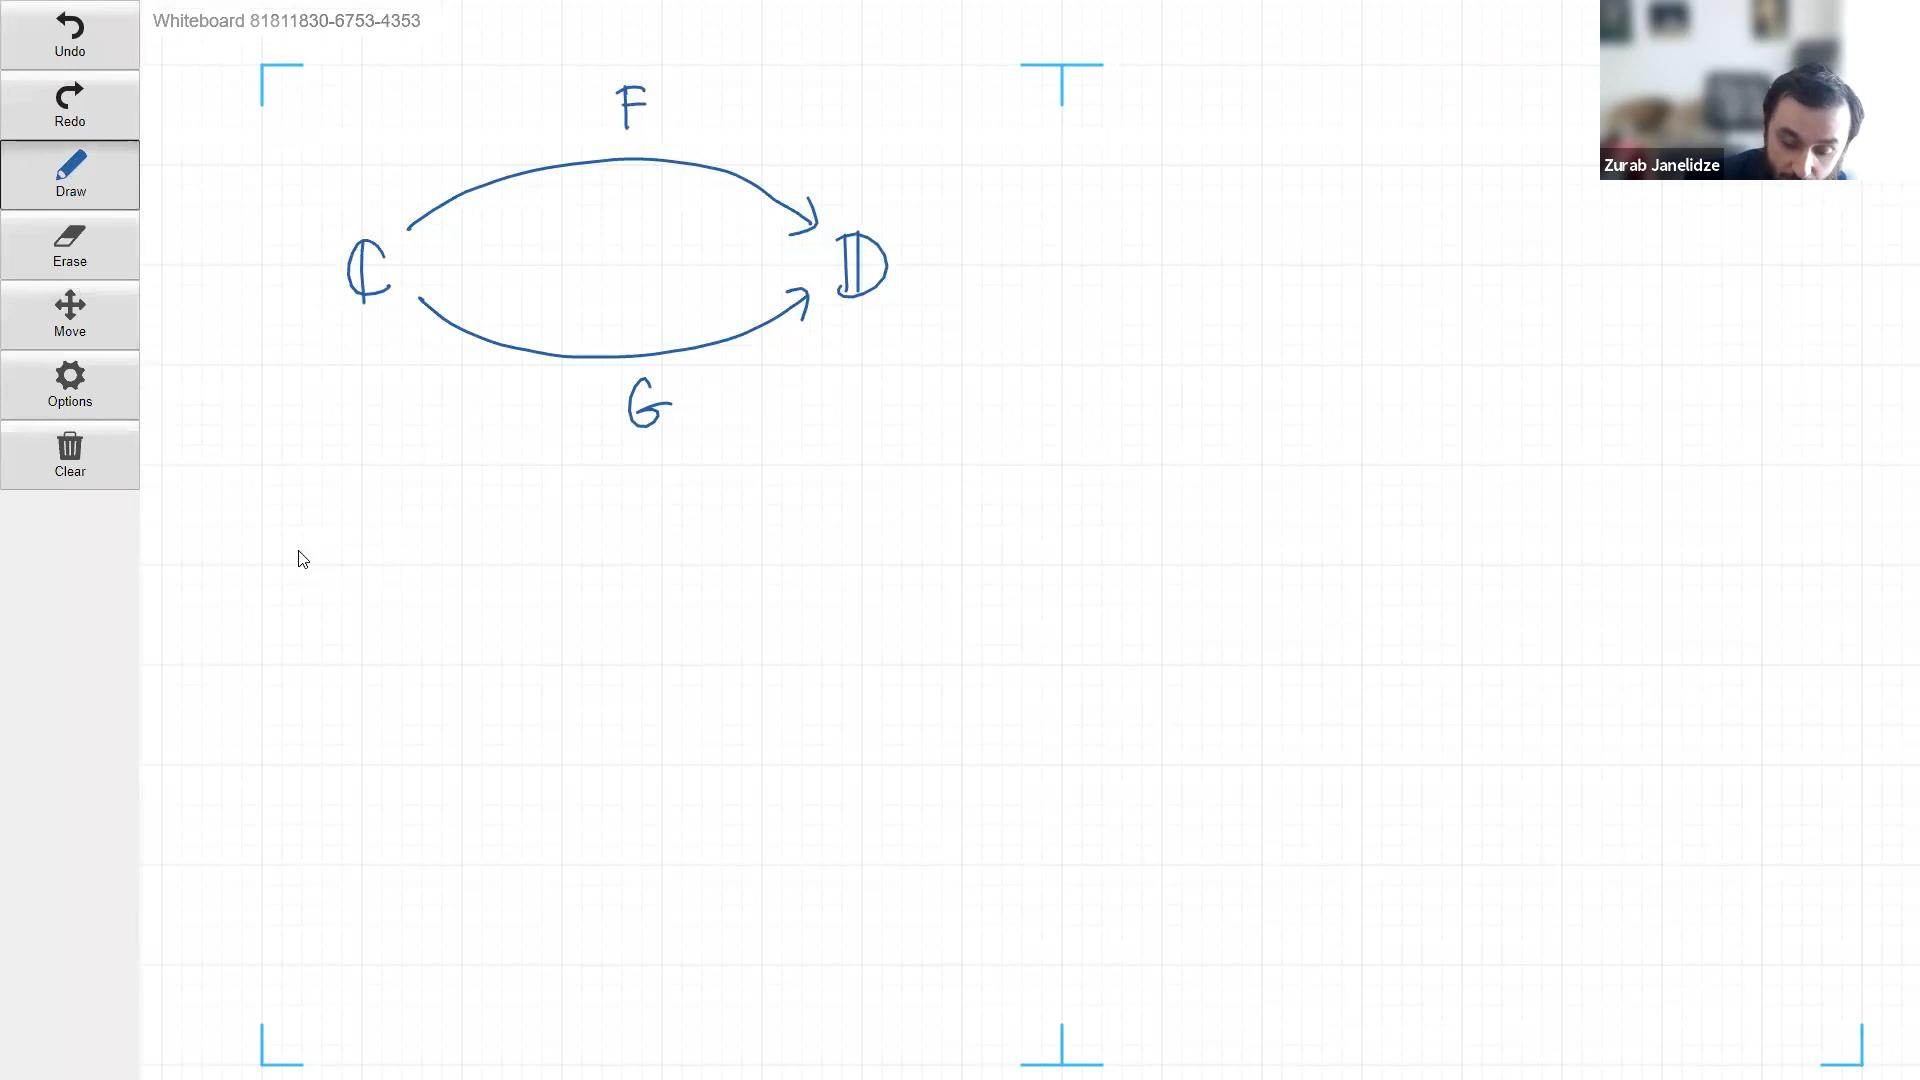 Whiteboard 81811830-6753-4353
Undo
Redo
Draw
Erase
Move
Options
Clear
F
ℂ 𝔻
G
Zurab Janelidze